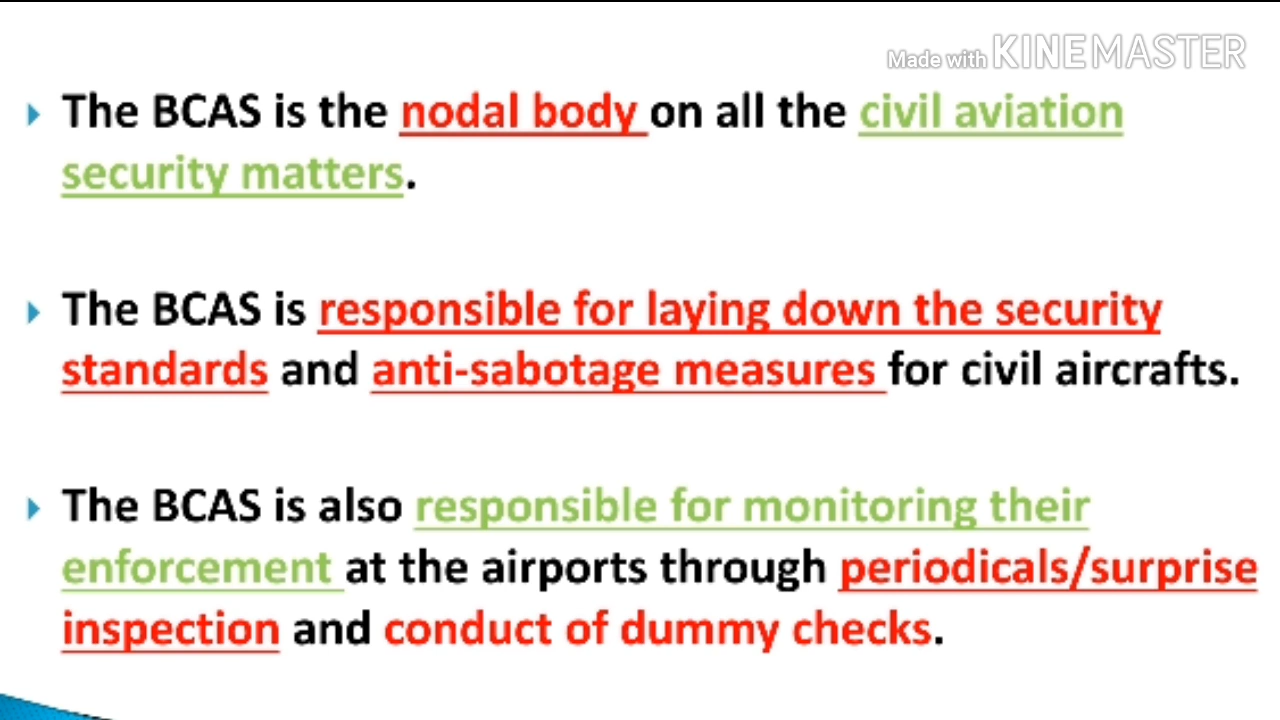 Made with KINEMASTER
The BCAS is the nodal body on all the civil aviation
security matters.
The BCAS is responsible for laying down the security
standards and anti-sabotage measures for civil aircrafts.
The BCAS is also responsible for monitoring their
enforcement at the airports through periodicals/surprise
inspection and conduct of dummy checks.